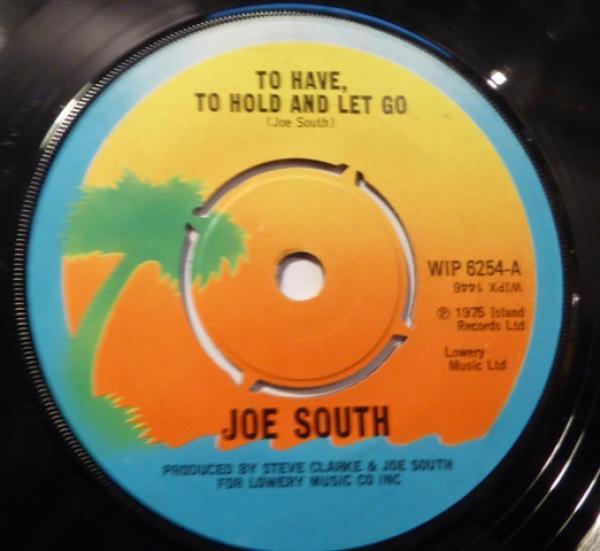 TO HAVE,
TO HOLD AND LET GO
(Joe South)
WIP 6254-A
WIPX 1446
℗ 1975 Island
Records Ltd
Lowery
Music Ltd
JOE SOUTH
PRODUCED BY STEVE CLARKE & JOE SOUTH
FOR LOWERY MUSIC CO INC